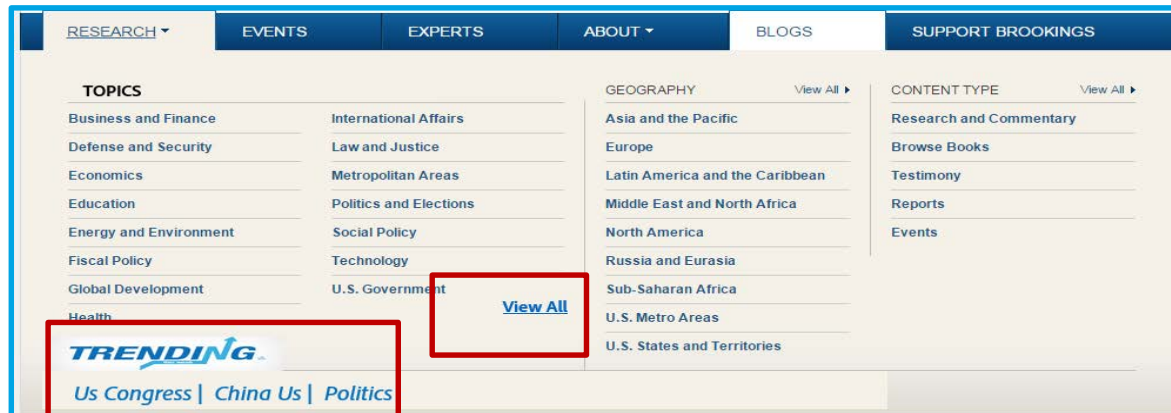 RESEARCH EVENTS EXPERTS ABOUT BLOGS SUPPORT BROOKINGS
TOPICS
Business and Finance
Defense and Security
Economics
Education
Energy and Environment
Fiscal Policy
Global Development
Health
International Affairs
Law and Justice
Metropolitan Areas
Politics and Elections
Social Policy
Technology
U.S. Government
View All
GEOGRAPHY View All
Asia and the Pacific
Europe
Latin America and the Caribbean
Middle East and North Africa
North America
Russia and Eurasia
Sub-Saharan Africa
U.S. Metro Areas
U.S. States and Territories
CONTENT TYPE View All
Research and Commentary
Browse Books
Testimony
Reports
Events
TRENDING
Us Congress | China Us | Politics